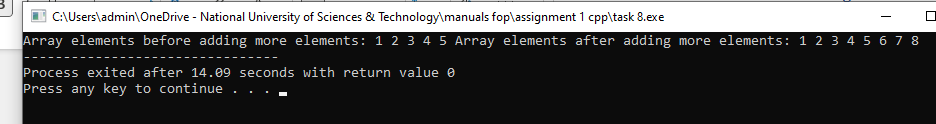 C:\Users\admin\OneDrive - National University of Sciences & Technology\manuals fop\assignment 1 cpp\task 8.exe
Array elements before adding more elements: 1 2 3 4 5 Array elements after adding more elements: 1 2 3 4 5 6 7 8
--------------------------------
Process exited after 14.09 seconds with return value 0
Press any key to continue . . .